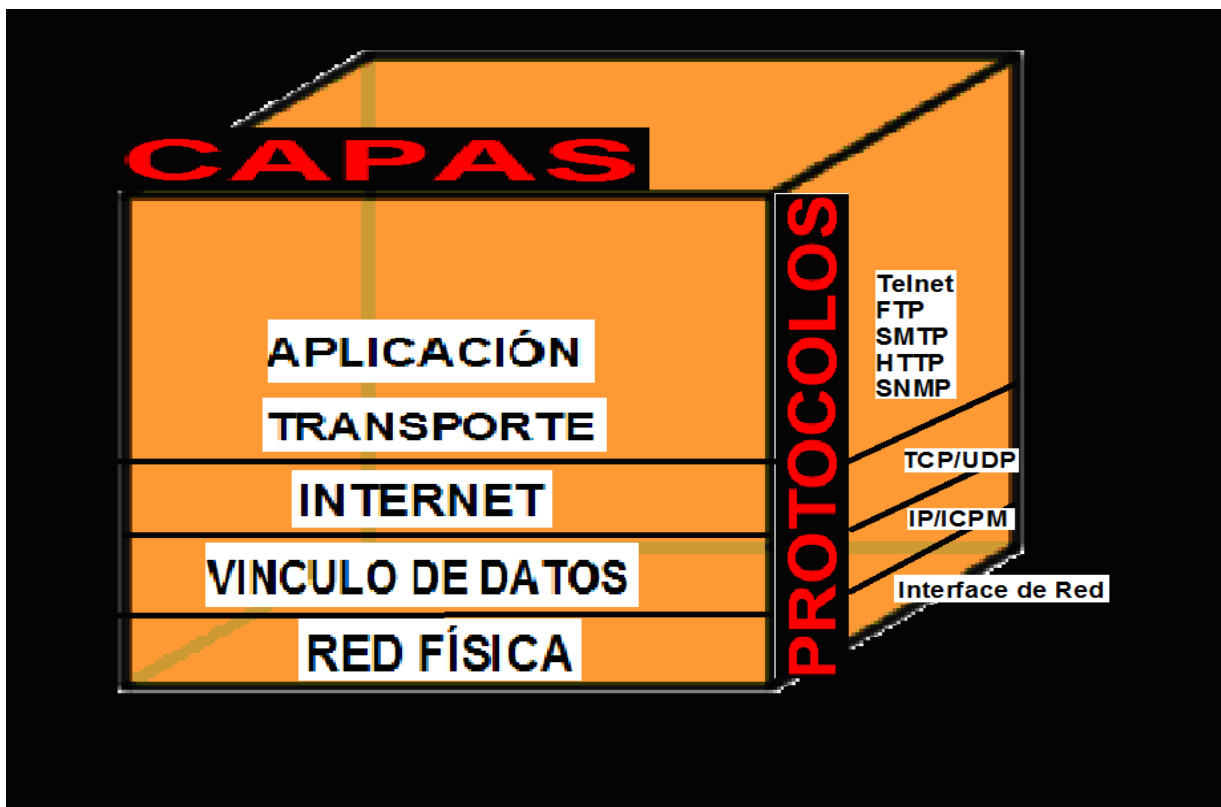 CAPAS
APLICACIÓN
TRANSPORTE
INTERNET
VINCULO DE DATOS
RED FÍSICA
PROTOCOLOS
Telnet
FTP
SMTP
HTTP
SNMP
TCP/UDP
IP/ICPM
Interface de Red